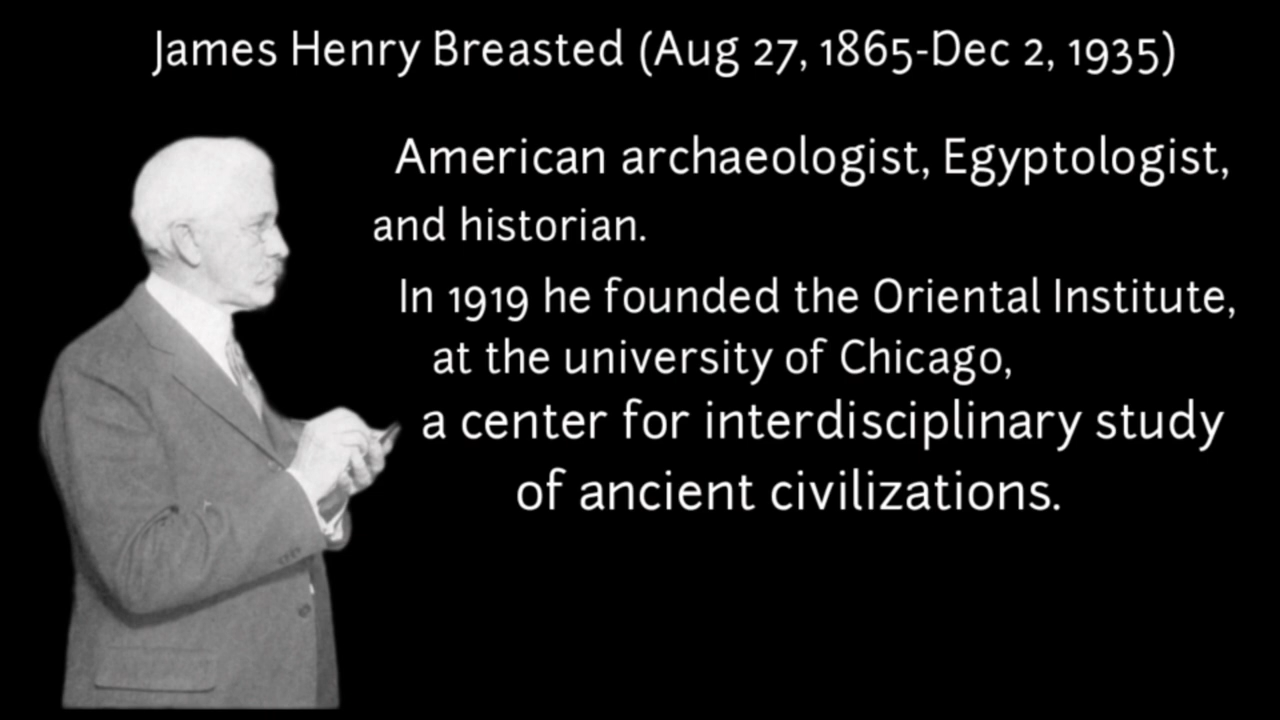 James Henry Breasted (Aug 27, 1865-Dec 2, 1935)
American archaeologist, Egyptologist,
and historian.
In 1919 he founded the Oriental Institute,
at the university of Chicago,
a center for interdisciplinary study
of ancient civilizations.